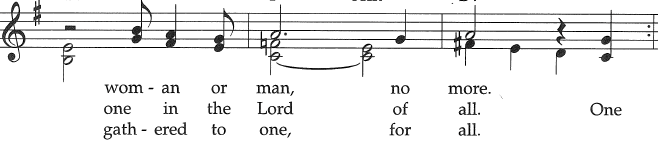 wom - an or man, no more.
one in the Lord of all. One
gath - ered to one, for all.